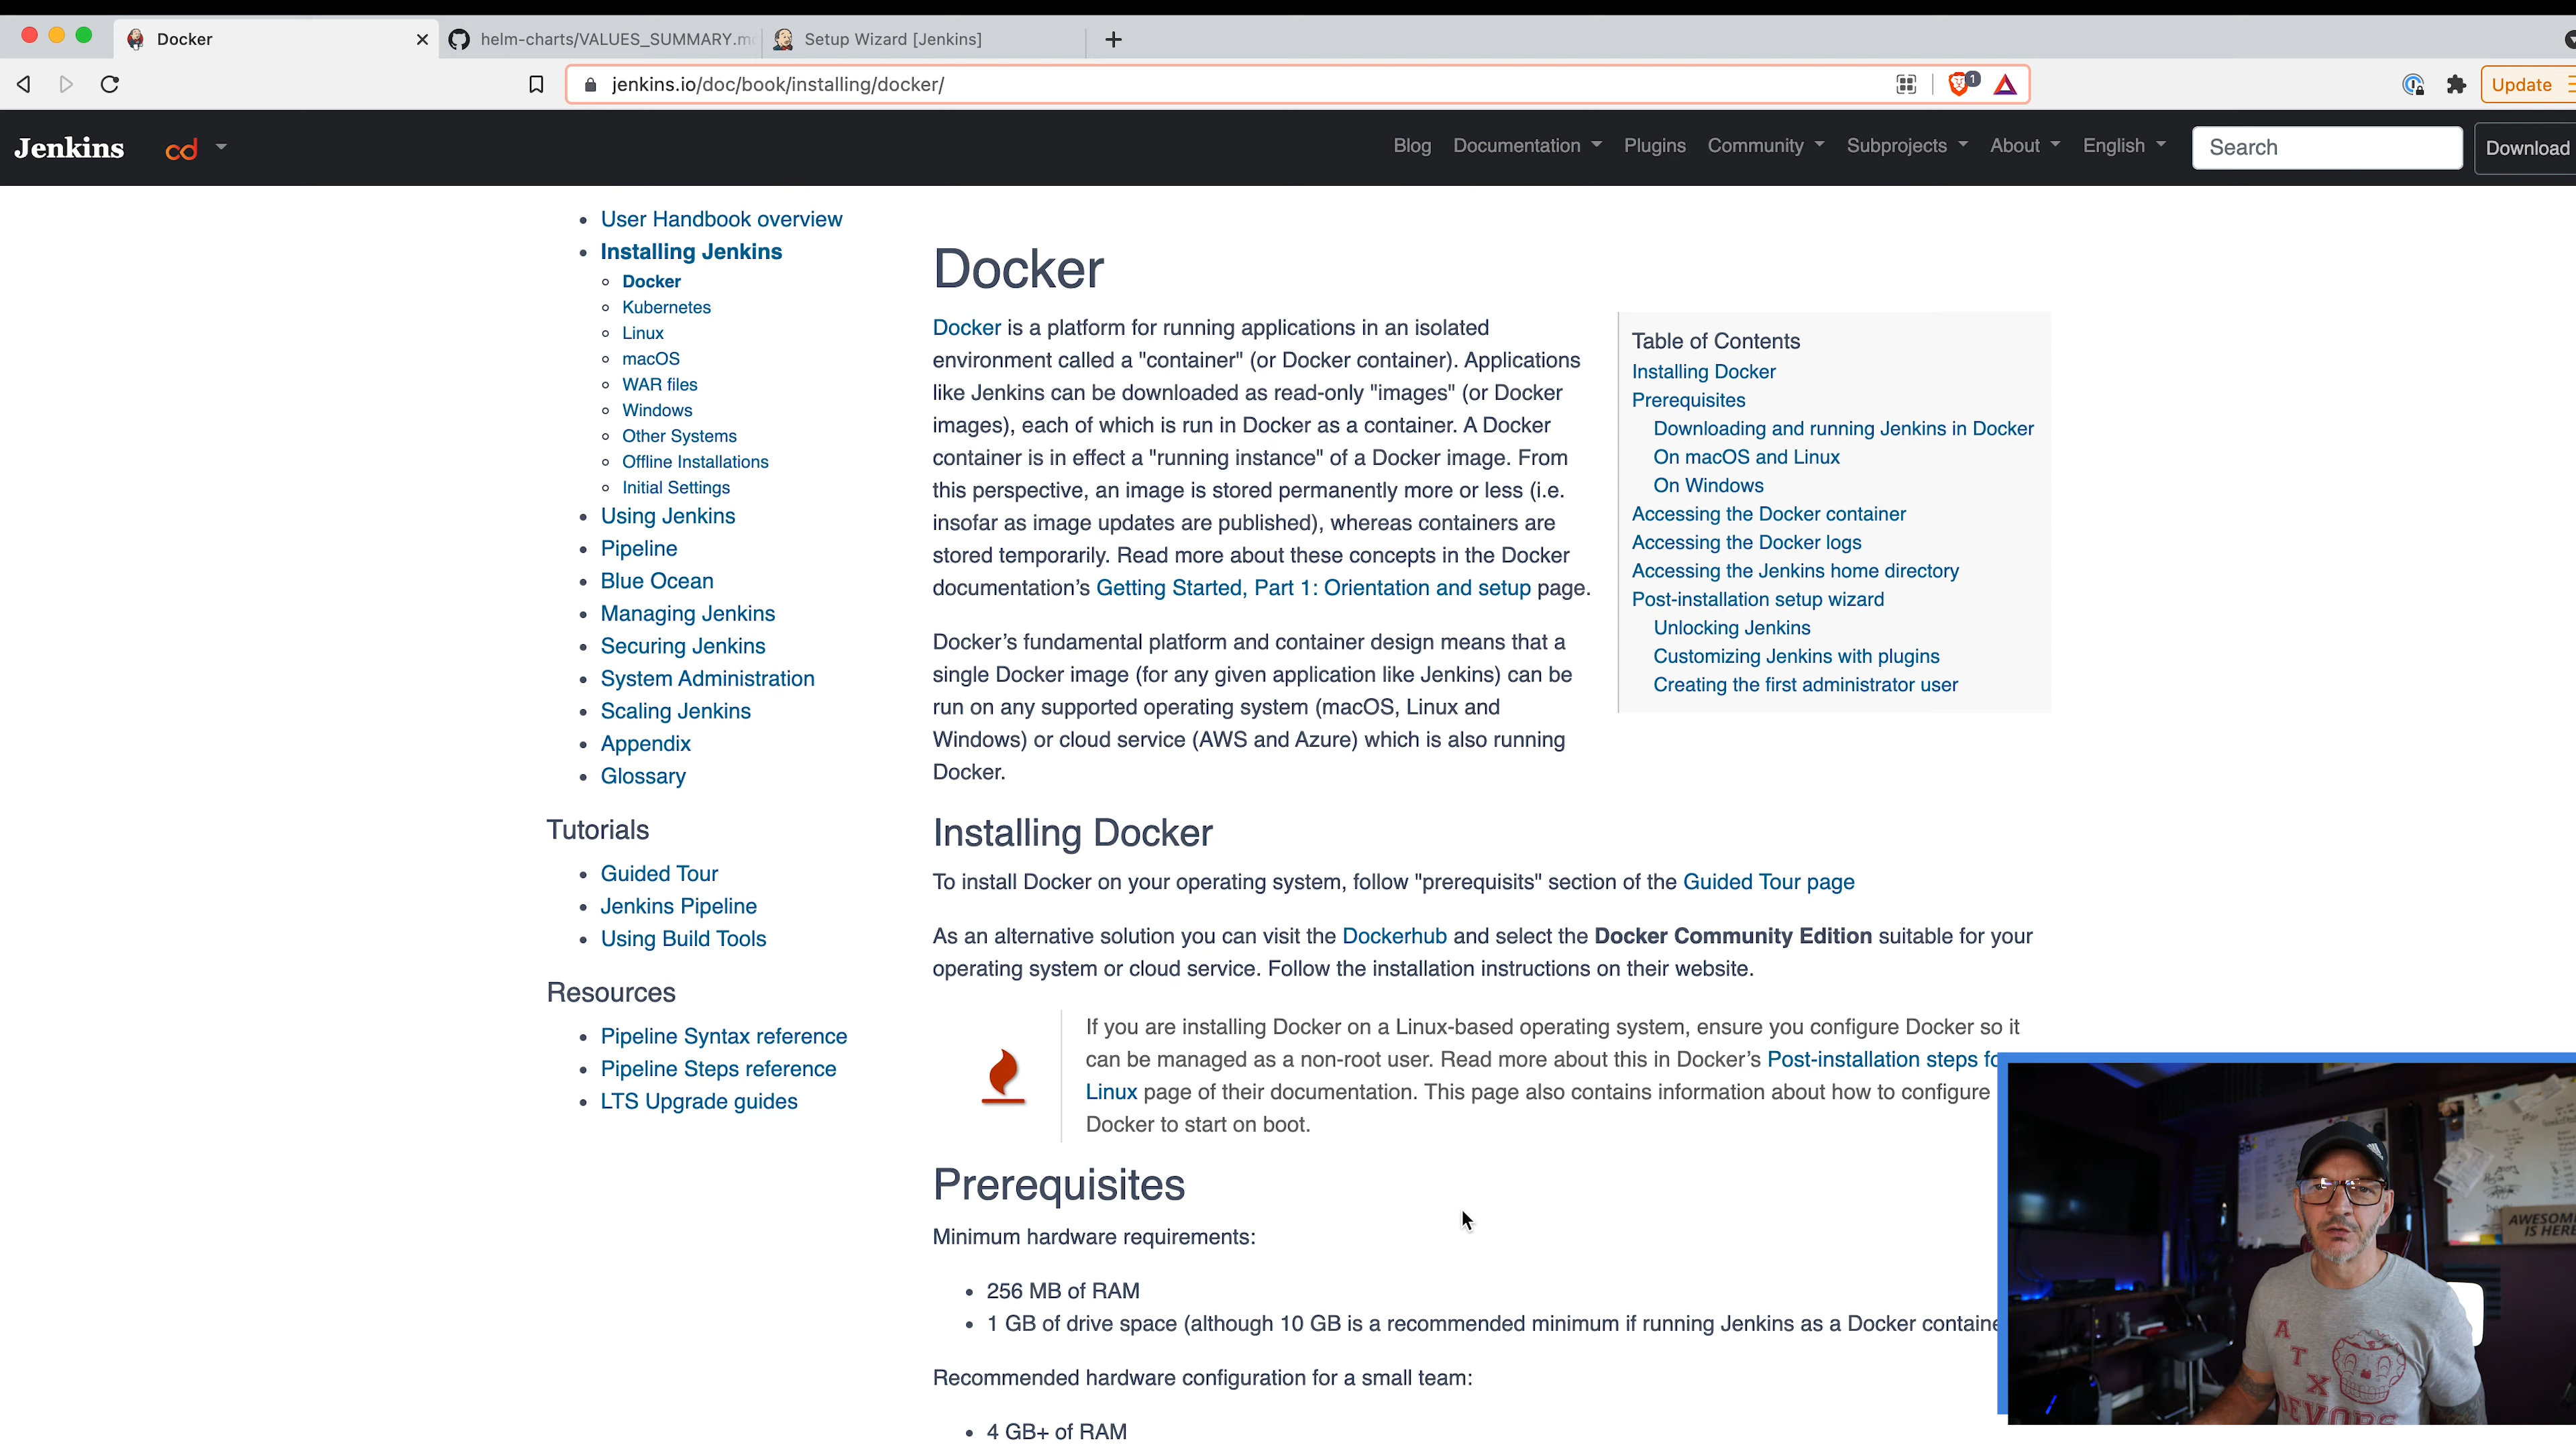 Docker
helm-charts/VALUES_SUMMARY.m
Setup Wizard [Jenkins]
jenkins.io/doc/book/installing/docker/
1
Update
Jenkins
cd
Blog
Documentation
Plugins
Community
Subprojects
About
English
Search
Download
User Handbook overview
Installing Jenkins
Docker
Kubernetes
Linux
macOS
WAR files
Windows
Other Systems
Offline Installations
Initial Settings
Using Jenkins
Pipeline
Blue Ocean
Managing Jenkins
Securing Jenkins
System Administration
Scaling Jenkins
Appendix
Glossary
Tutorials
Guided Tour
Jenkins Pipeline
Using Build Tools
Resources
Pipeline Syntax reference
Pipeline Steps reference
LTS Upgrade guides
Docker
Docker is a platform for running applications in an isolated
environment called a "container" (or Docker container). Applications
like Jenkins can be downloaded as read-only "images" (or Docker
images), each of which is run in Docker as a container. A Docker
container is in effect a "running instance" of a Docker image. From
this perspective, an image is stored permanently more or less (i.e.
insofar as image updates are published), whereas containers are
stored temporarily. Read more about these concepts in the Docker
documentation’s Getting Started, Part 1: Orientation and setup page.
Docker’s fundamental platform and container design means that a
single Docker image (for any given application like Jenkins) can be
run on any supported operating system (macOS, Linux and
Windows) or cloud service (AWS and Azure) which is also running
Docker.
Table of Contents
Installing Docker
Prerequisites
Downloading and running Jenkins in Docker
On macOS and Linux
On Windows
Accessing the Docker container
Accessing the Docker logs
Accessing the Jenkins home directory
Post-installation setup wizard
Unlocking Jenkins
Customizing Jenkins with plugins
Creating the first administrator user
Installing Docker
To install Docker on your operating system, follow "prerequisits" section of the Guided Tour page
As an alternative solution you can visit the Dockerhub and select the Docker Community Edition suitable for your
operating system or cloud service. Follow the installation instructions on their website.
If you are installing Docker on a Linux-based operating system, ensure you configure Docker so it
can be managed as a non-root user. Read more about this in Docker’s Post-installation steps fo
Linux page of their documentation. This page also contains information about how to configure
Docker to start on boot.
Prerequisites
Minimum hardware requirements:
256 MB of RAM
1 GB of drive space (although 10 GB is a recommended minimum if running Jenkins as a Docker containe
Recommended hardware configuration for a small team:
4 GB+ of RAM
AWESOME
IS HERE
ATX
DEVOPS